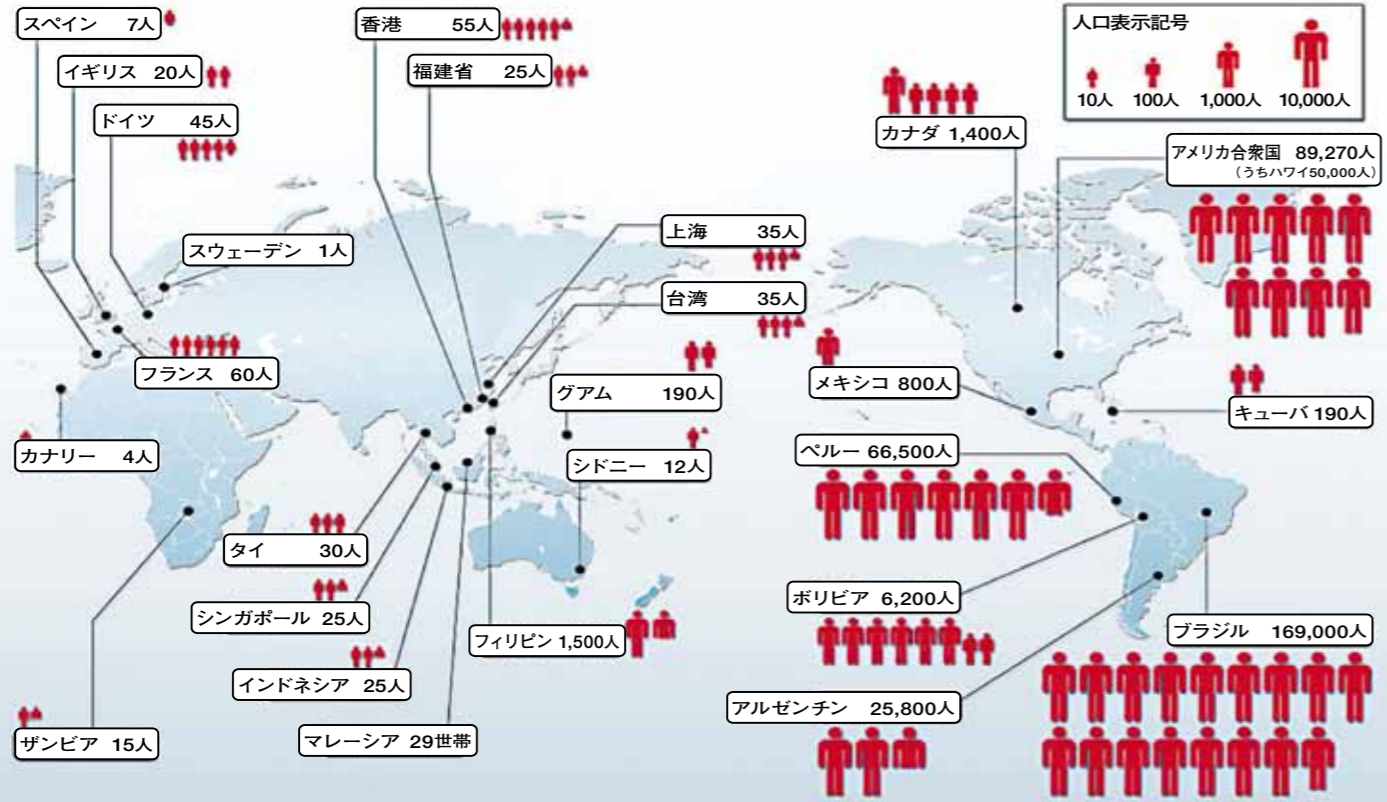 スペイン 7人
イギリス 20人
ドイツ 45人
スウェーデン 1人
フランス 60人
カナリー 4人
香港 55人
福建省 25人
上海 35人
台湾 35人
グアム 190人
シドニー 12人
タイ 30人
シンガポール 25人
インドネシア 25人
マレーシア 29世帯
フィリピン 1,500人
ザンビア 15人
人口表示記号
10人 100人 1,000人 10,000人
カナダ 1,400人
アメリカ合衆国 89,270人
(うちハワイ50,000人)
メキシコ 800人
キューバ 190人
ペルー 66,500人
ボリビア 6,200人
ブラジル 169,000人
アルゼンチン 25,800人